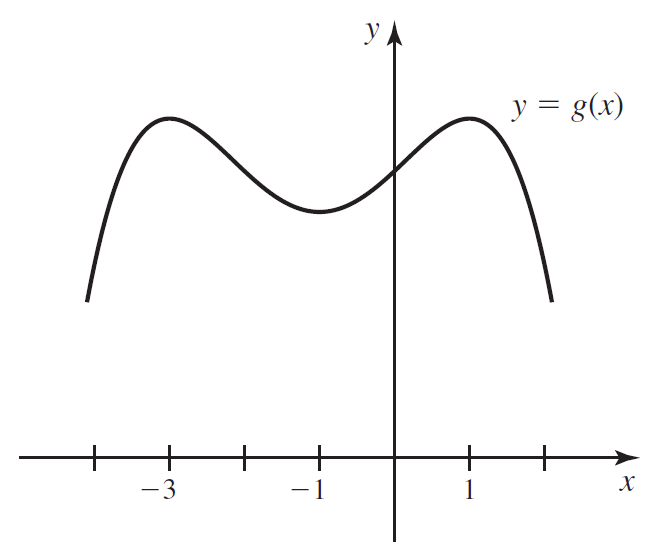 y
y = g(x)
−3
−1
1
x